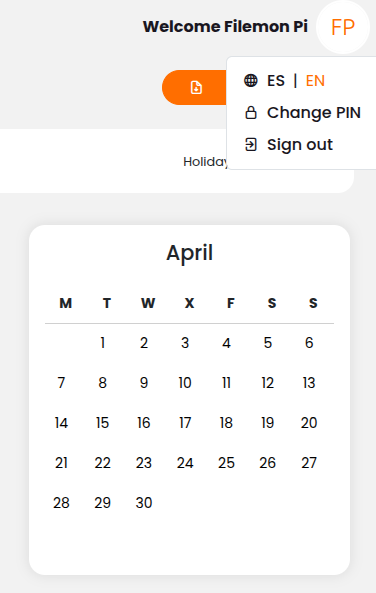 Welcome Filemon Pi FP
ES | EN
Change PIN
Sign out
Holiday
April
M T W X F S S
1 2 3 4 5 6
7 8 9 10 11 12 13
14 15 16 17 18 19 20
21 22 23 24 25 26 27
28 29 30